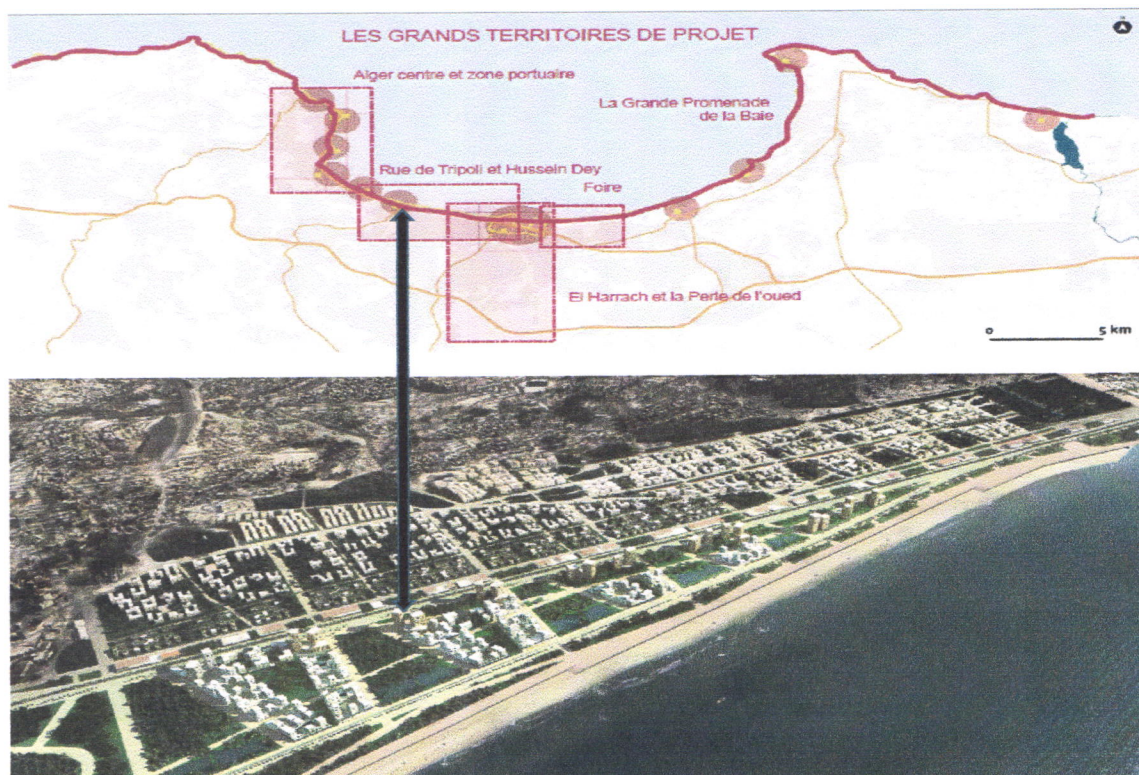 LES GRANDS TERRITOIRES DE PROJET
Alger centre et zone portuaire
La Grande Promenade
de la Baie
Rue de Tripoli et Hussein Dey
Foire
El Harrach et la Perle de l'oued
0 5 km